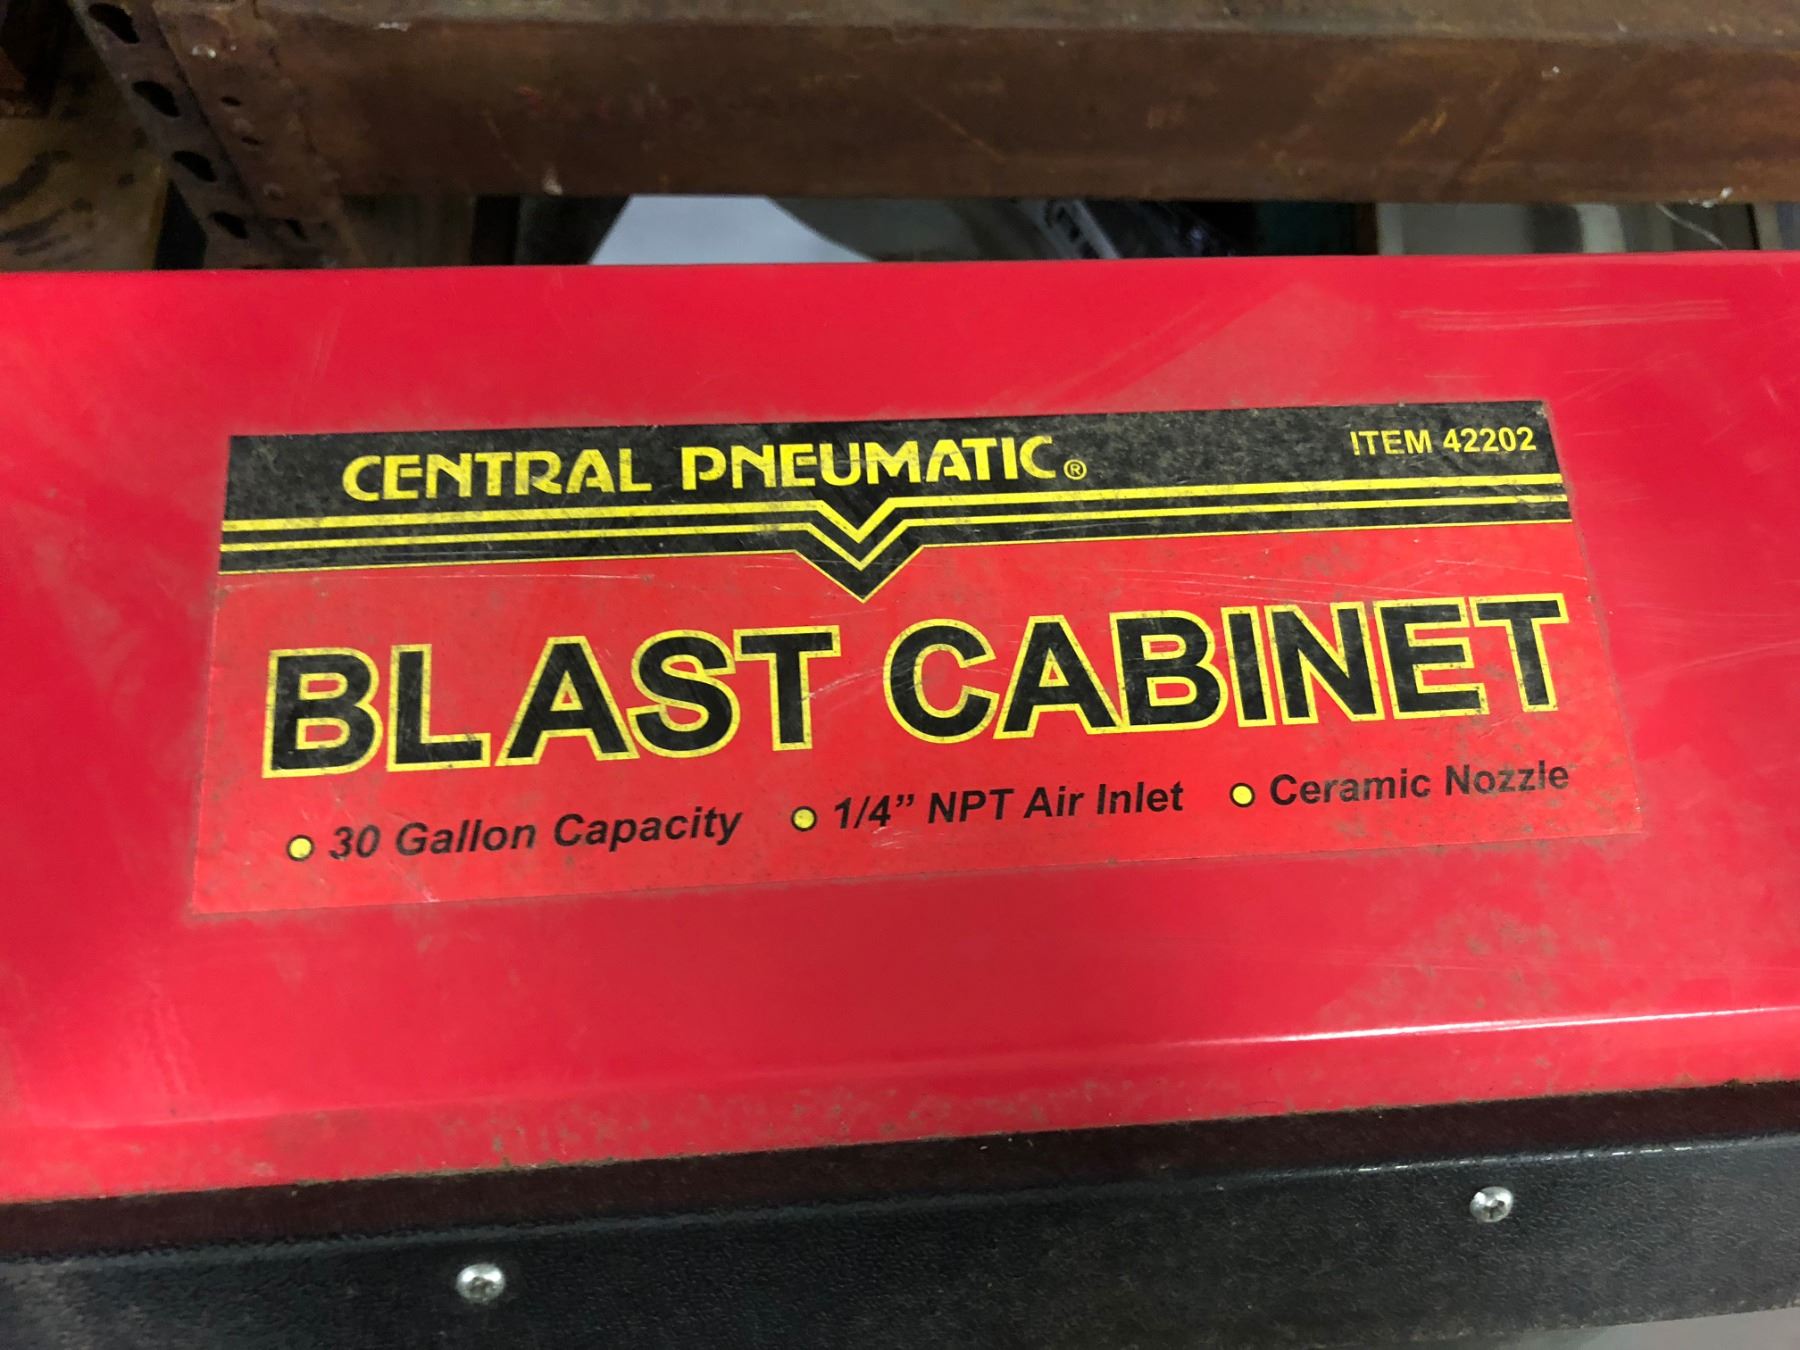 CENTRAL PNEUMATIC®
ITEM 42202
BLAST CABINET
30 Gallon Capacity
1/4” NPT Air Inlet
Ceramic Nozzle